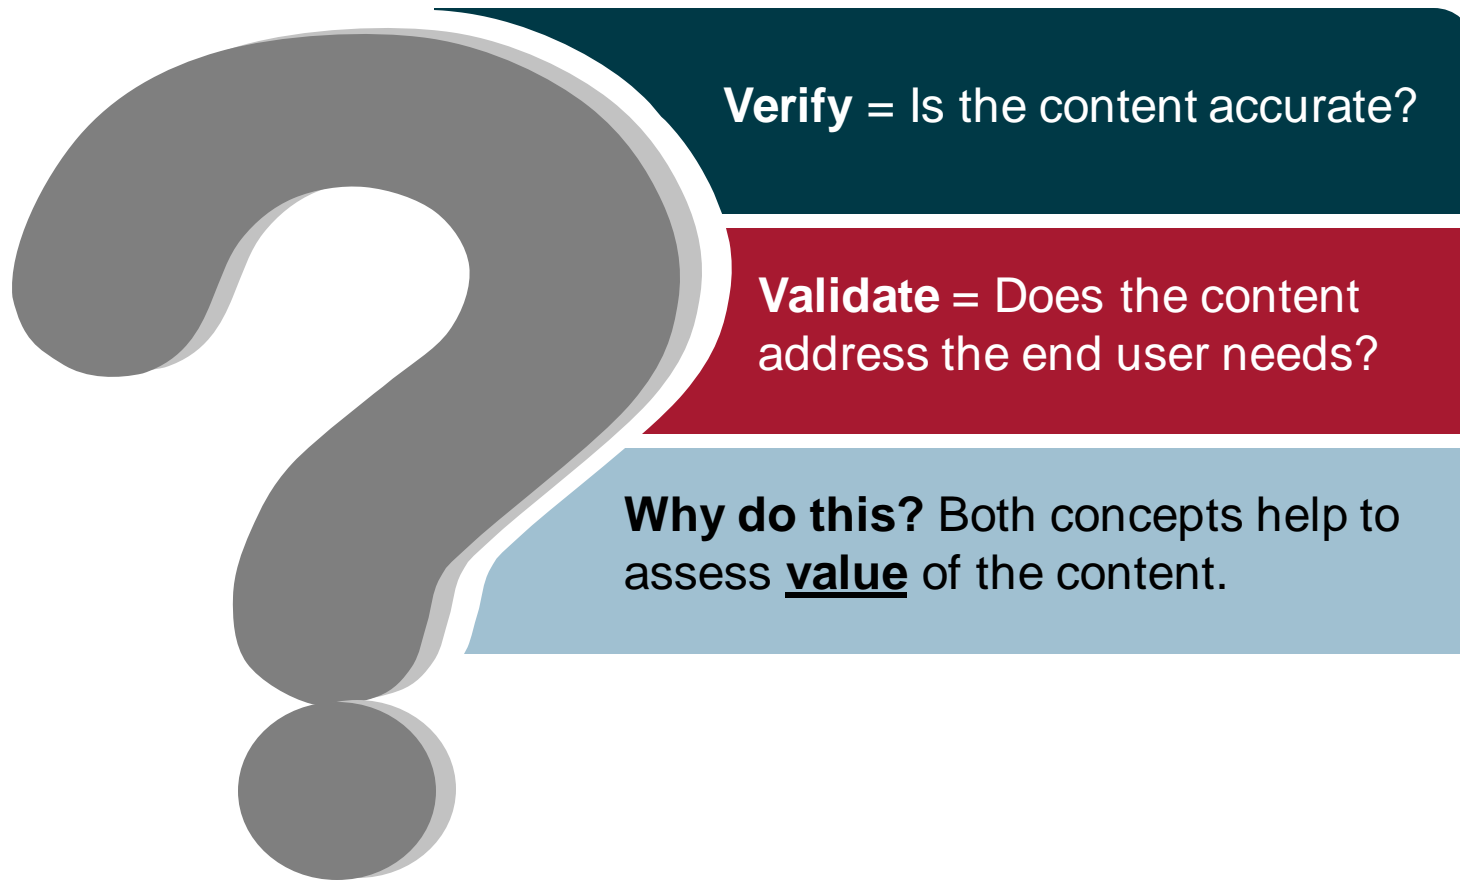 Verify = Is the content accurate?
Validate = Does the content
address the end user needs?
Why do this? Both concepts help to
assess value of the content.